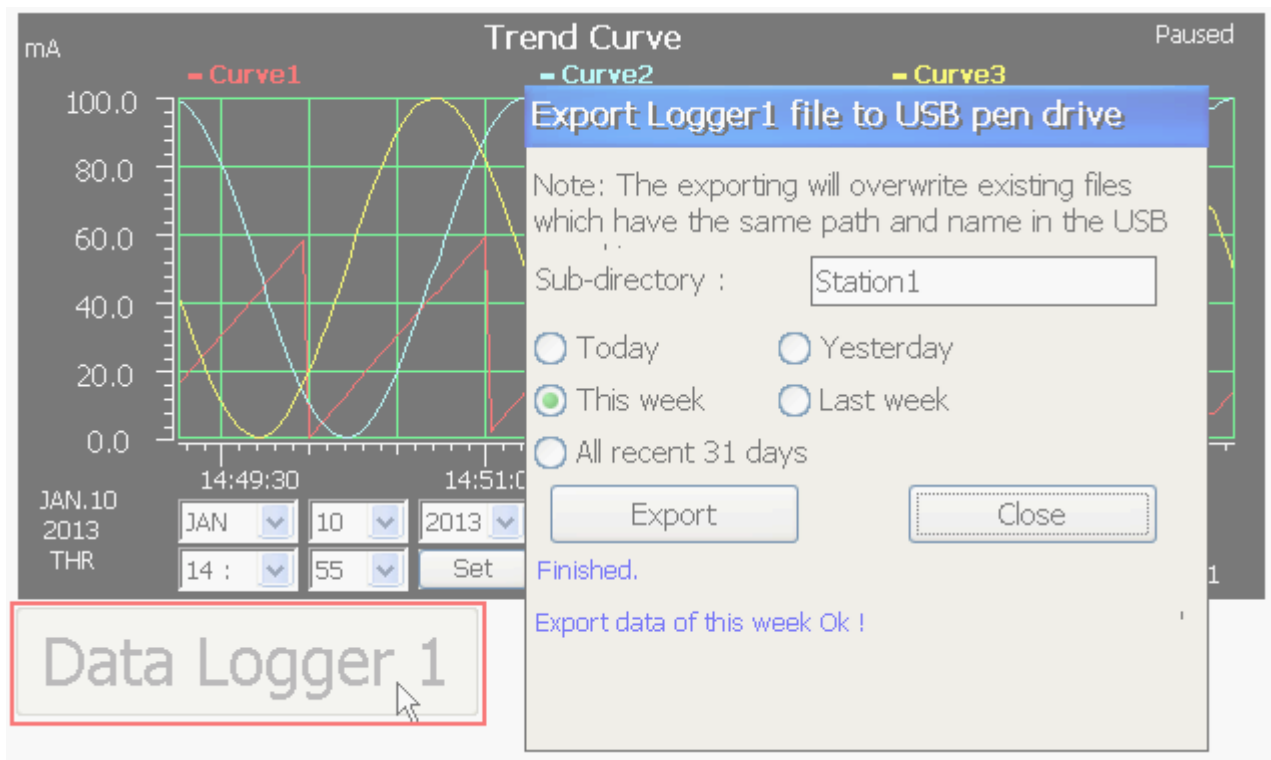 mA
Trend Curve
Paused
Curve1
Curve2
Curve3
100.0
80.0
60.0
40.0
20.0
0.0
14:49:30
14:51:0
JAN.10
2013
THR
JAN
10
2013
14 :
55
Set
1
Export Logger1 file to USB pen drive
Note: The exporting will overwrite existing files
which have the same path and name in the USB
Sub-directory :
Station1
Today
Yesterday
This week
Last week
All recent 31 days
Export
Close
Finished.
Export data of this week Ok !
Data Logger 1